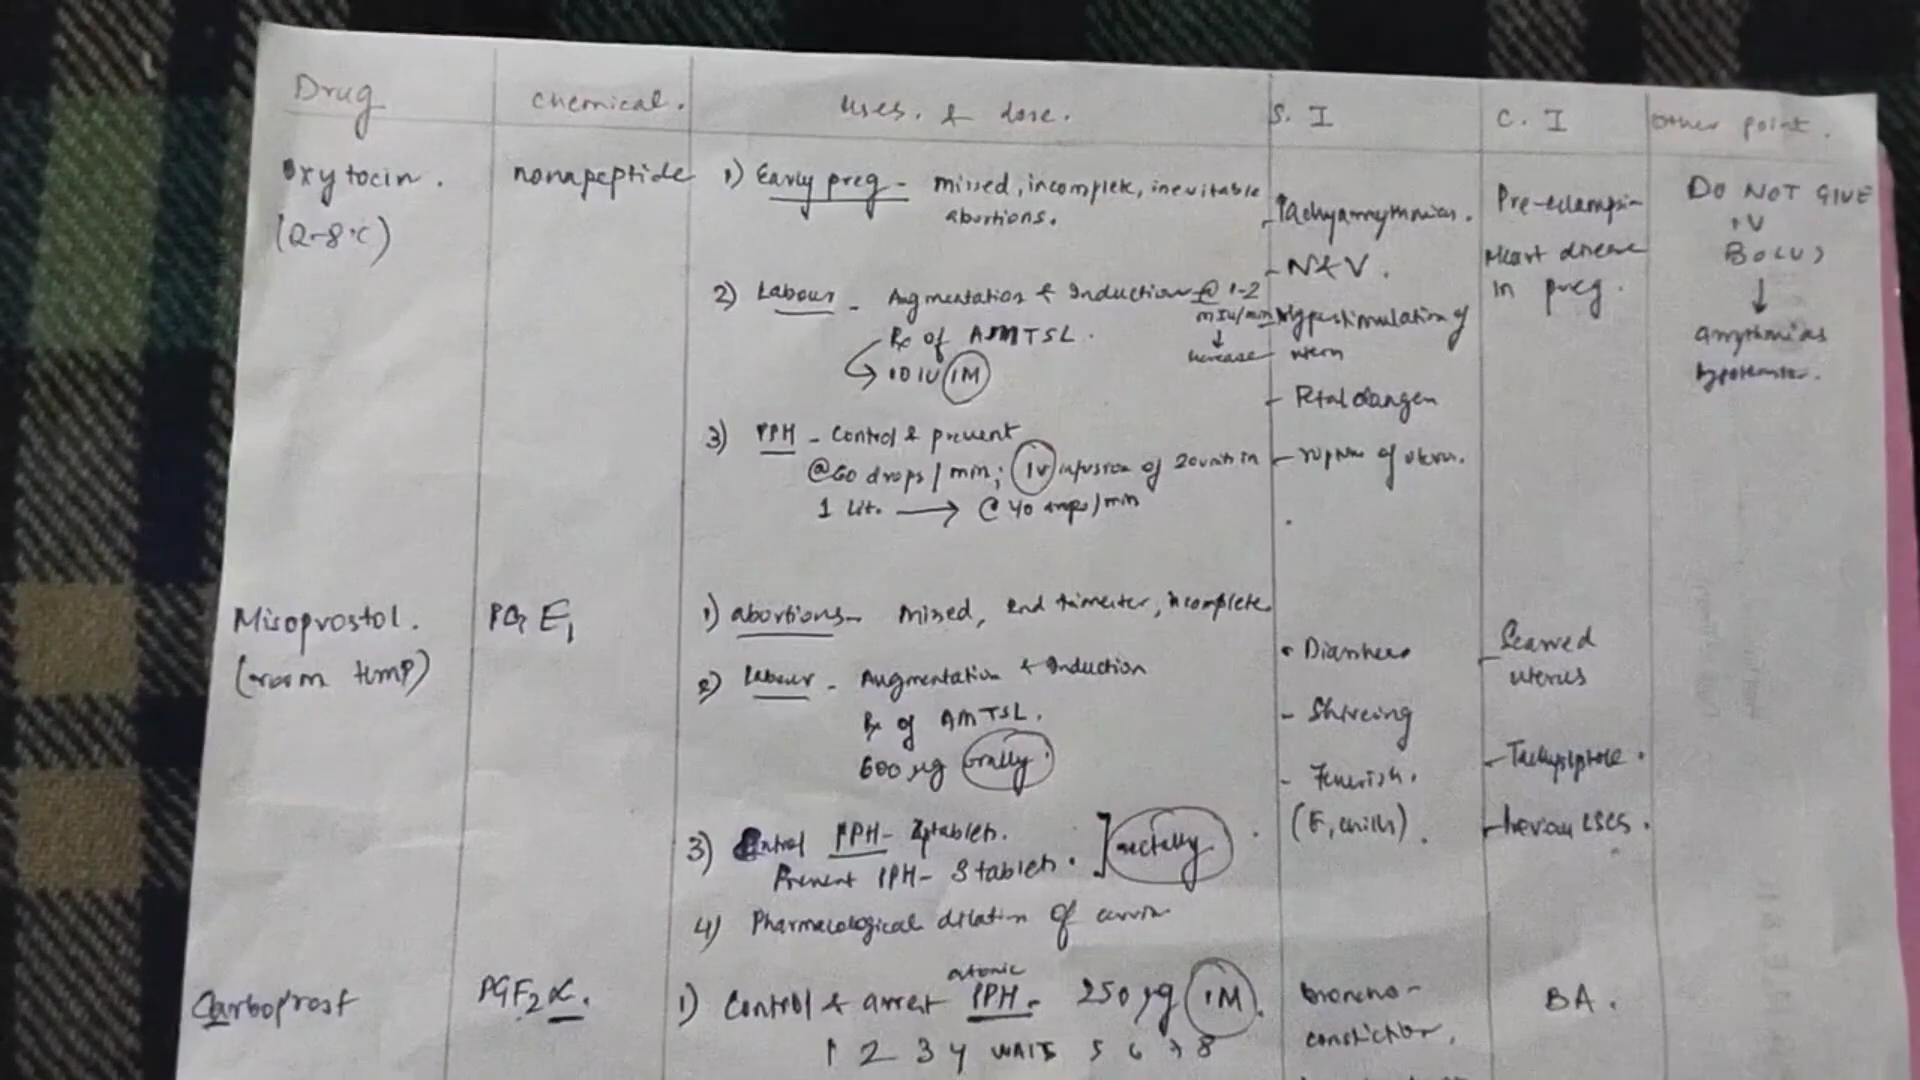 Drug chemical. uses. & dose. S. I C. I other point.
Oxytocin. nonapeptide 1) Early preg - missed, incomplete, inevitable
abortions.
(2-8°C)
2) Labour - Augmentation & Induction @ 1-2
mIU/min
↓
increase
Rx of AMTSL.
10 IU IM
3) PPH - Control & prevent
@ 60 drops / min; IV infusion of 20 units in
1 Lit. → @ 40 drops/min
- Tachyarrythmias.
- N&V.
- Hyperstimulation of
uterus
- Fetal danger
- rupture of uterus.
Pre-eclampsia
Heart disease
in preg.
DO NOT GIVE
IV
BOLUS
↓
arrythmias
hypotension.
Misoprostol. PGE1
(room temp)
1) abortions - missed, 2nd trimester, incomplete.
2) Labour - Augmentation & Induction
Rx of AMTSL.
600 µg orally.
3) Control PPH - 4 tablets.
Prevent PPH - 3 tablets. ] rectally
4) Pharmacological dilation of cervix
• Diarrhea
- Shivering
- Feverish.
(F, chills).
- Scarred
uterus
- Tachysystole.
- Previous LSCS.
Carboprost PGF2α.
1) Control & arrest atonic PPH - 250 µg IM.
1 2 3 4 WAIT 5 6 7 8
broncho-
constriction,
BA.